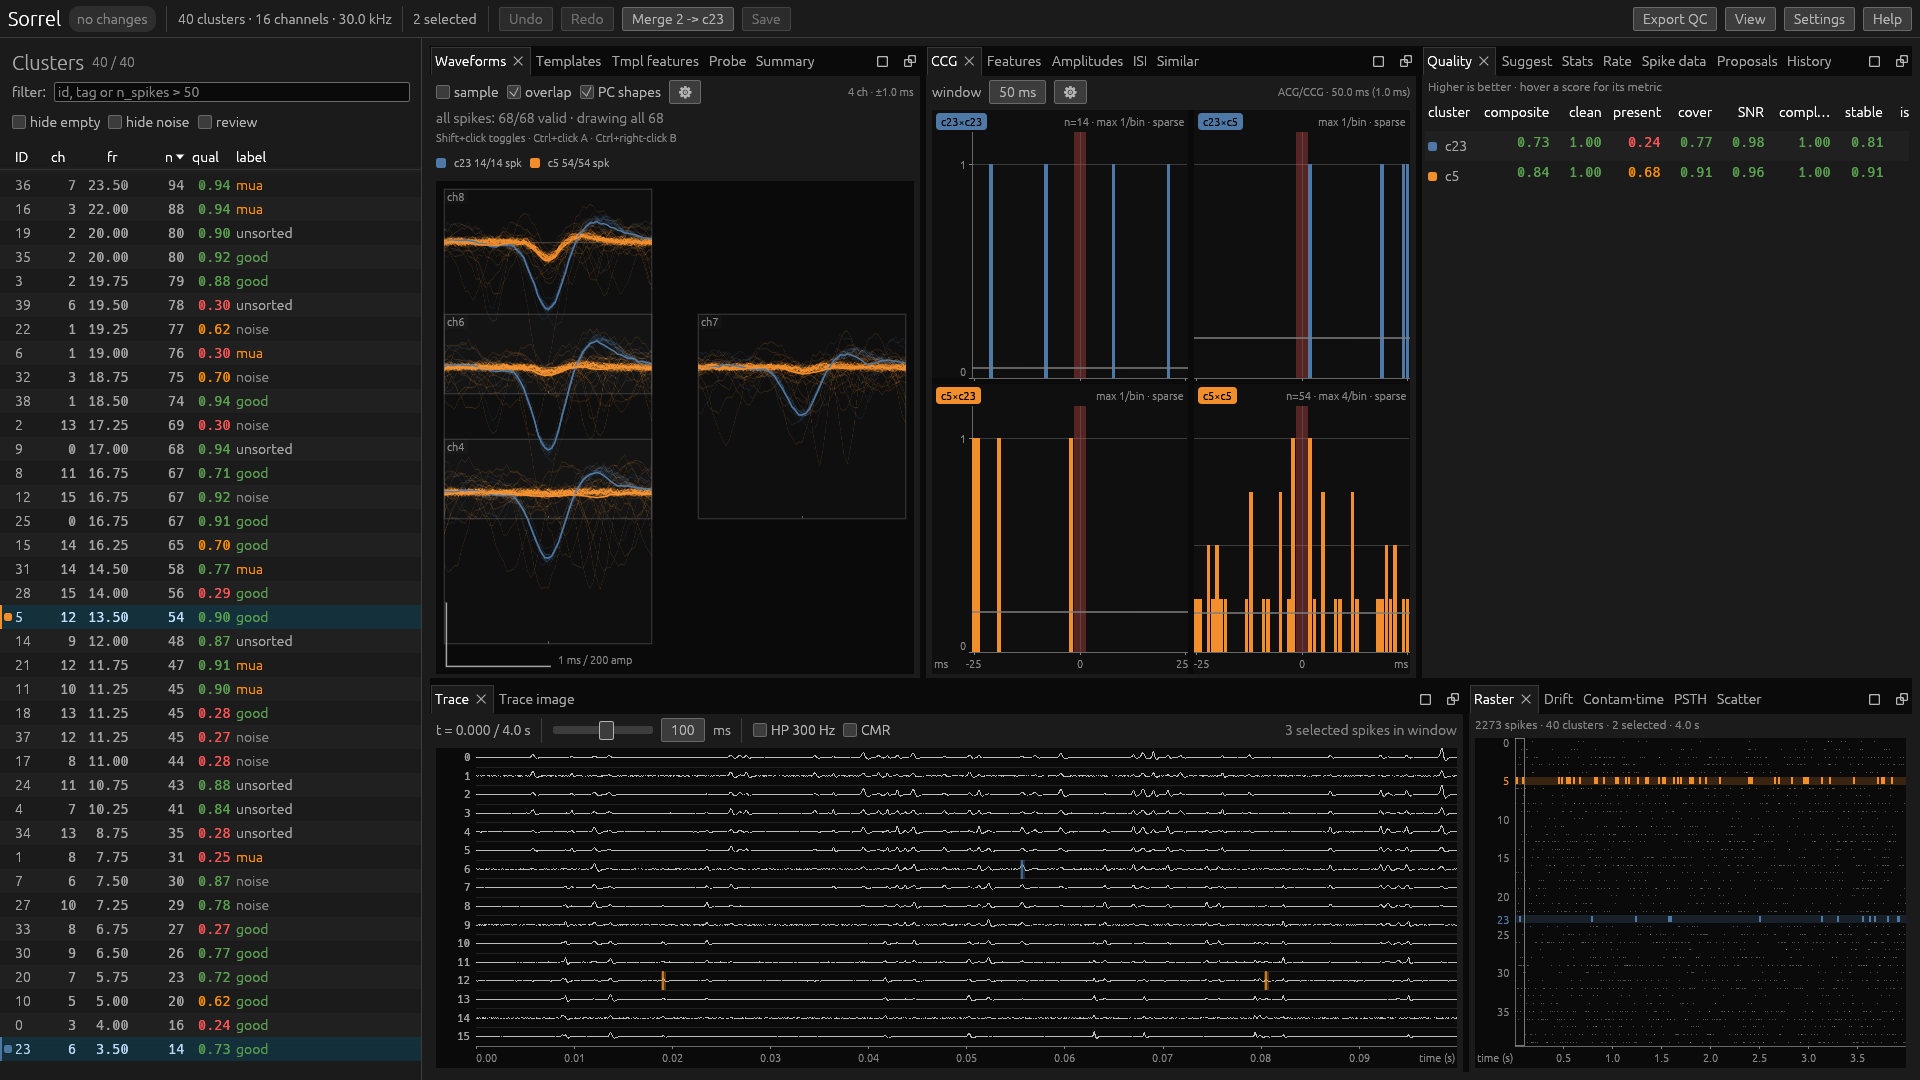 Sorrel no changes 40 clusters · 16 channels · 30.0 kHz 2 selected Undo Redo Merge 2 -> c23 Save Export QC View Settings Help
Clusters 40 / 40
filter: id, tag or n_spikes > 50
hide empty hide noise review
ID ch fr n▼ qual label
36 7 23.50 94 0.94 mua
16 3 22.00 88 0.94 mua
19 2 20.00 80 0.90 unsorted
35 2 20.00 80 0.92 good
3 2 19.75 79 0.88 good
39 6 19.50 78 0.30 unsorted
22 1 19.25 77 0.62 noise
6 1 19.00 76 0.30 mua
32 3 18.75 75 0.70 noise
38 1 18.50 74 0.94 good
2 13 17.25 69 0.30 noise
9 0 17.00 68 0.94 unsorted
8 11 16.75 67 0.71 good
12 15 16.75 67 0.92 noise
25 0 16.75 67 0.91 good
15 14 16.25 65 0.70 good
31 14 14.50 58 0.77 mua
28 15 14.00 56 0.29 good
5 12 13.50 54 0.90 good
14 9 12.00 48 0.87 unsorted
21 12 11.75 47 0.91 mua
11 10 11.25 45 0.90 mua
18 13 11.25 45 0.28 good
37 12 11.25 45 0.27 noise
17 8 11.00 44 0.28 noise
24 11 10.75 43 0.88 unsorted
4 7 10.25 41 0.84 unsorted
34 13 8.75 35 0.28 unsorted
1 8 7.75 31 0.25 mua
7 6 7.50 30 0.87 noise
27 10 7.25 29 0.78 noise
33 8 6.75 27 0.27 good
30 9 6.50 26 0.77 good
20 7 5.75 23 0.72 good
10 5 5.00 20 0.62 good
0 3 4.00 16 0.24 good
23 6 3.50 14 0.73 good
Waveforms Templates Tmpl features Probe Summary
sample overlap PC shapes 4 ch · ±1.0 ms
all spikes: 68/68 valid · drawing all 68
Shift+click toggles · Ctrl+click A · Ctrl+right-click B
c23 14/14 spk c5 54/54 spk
ch8
ch6
ch7
ch4
1 ms / 200 amp
CCG Features Amplitudes ISI Similar
window 50 ms ACG/CCG · 50.0 ms (1.0 ms)
c23×c23 n=14 · max 1/bin · sparse
c23×c5 max 1/bin · sparse
1
0
c5×c23 max 1/bin · sparse
c5×c5 n=54 · max 4/bin · sparse
1
0
ms -25 0 25
-25 0 ms
Quality Suggest Stats Rate Spike data Proposals History
Higher is better · hover a score for its metric
cluster composite clean present cover SNR compl... stable is
c23 0.73 1.00 0.24 0.77 0.98 1.00 0.81
c5 0.84 1.00 0.68 0.91 0.96 1.00 0.91
Trace Trace image
t = 0.000 / 4.0 s 100 ms HP 300 Hz CMR 3 selected spikes in window
0
1
2
3
4
5
6
7
8
9
10
11
12
13
14
15
0.00 0.01 0.02 0.03 0.04 0.05 0.06 0.07 0.08 0.09 time (s)
Raster Drift Contam·time PSTH Scatter
2273 spikes · 40 clusters · 2 selected · 4.0 s
0
5
10
15
20
23
25
30
35
time (s) 0.5 1.0 1.5 2.0 2.5 3.0 3.5